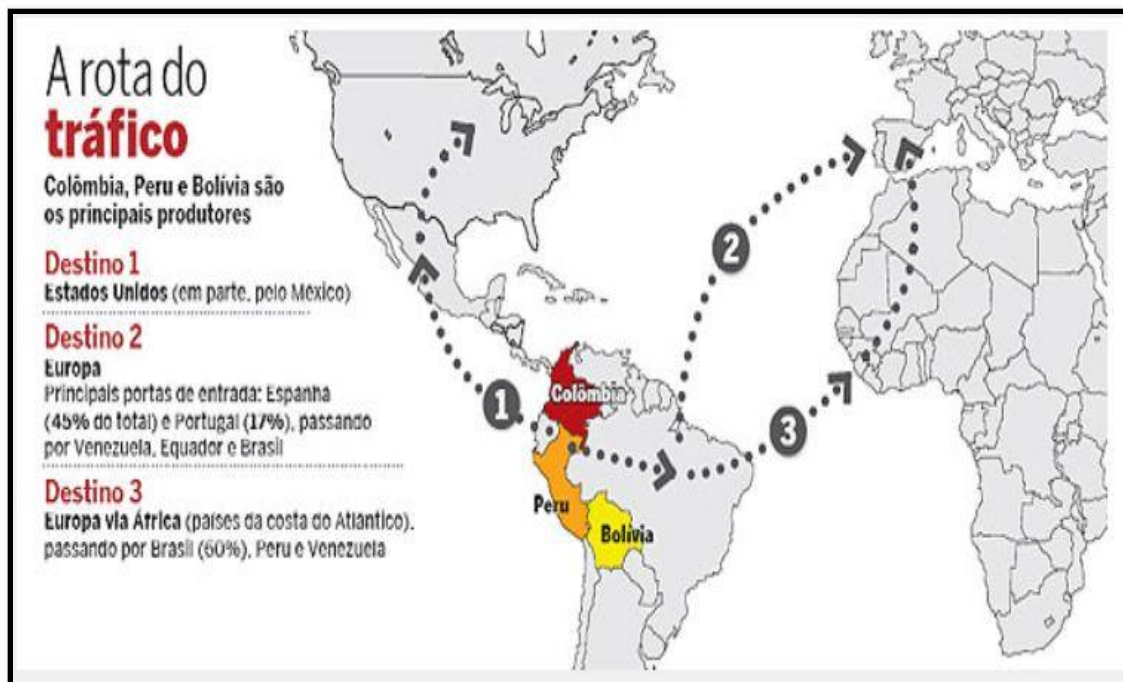 A rota do
tráfico
Colômbia, Peru e Bolívia são
os principais produtores
Destino 1
Estados Unidos (em parte, pelo México)
Destino 2
Europa
Principais portas de entrada: Espanha
(45% do total) e Portugal (17%), passando
por Venezuela, Equador e Brasil
Destino 3
Europa via África (países da costa do Atlântico),
passando por Brasil (60%), Peru e Venezuela
1
2
3
Colômbia
Peru
Bolívia